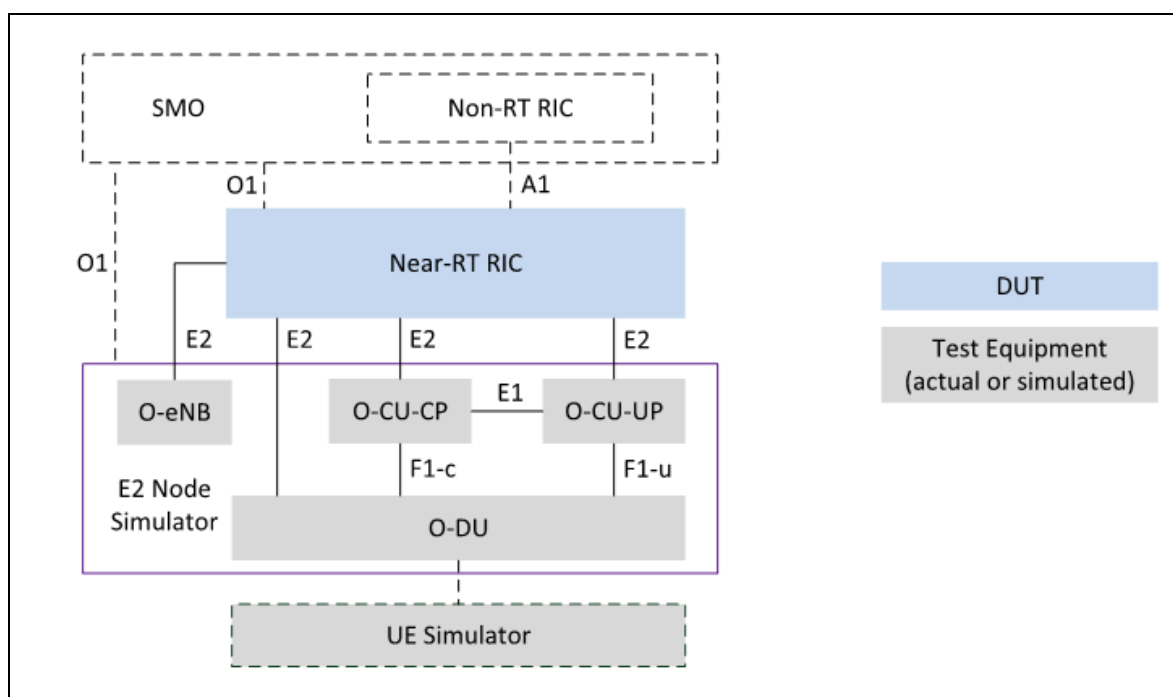 SMO
Non-RT RIC
O1
A1
O1
Near-RT RIC
DUT
Test Equipment
(actual or simulated)
E2
E2
E2
E2
O-eNB
O-CU-CP
E1
O-CU-UP
F1-c
F1-u
E2 Node
Simulator
O-DU
UE Simulator